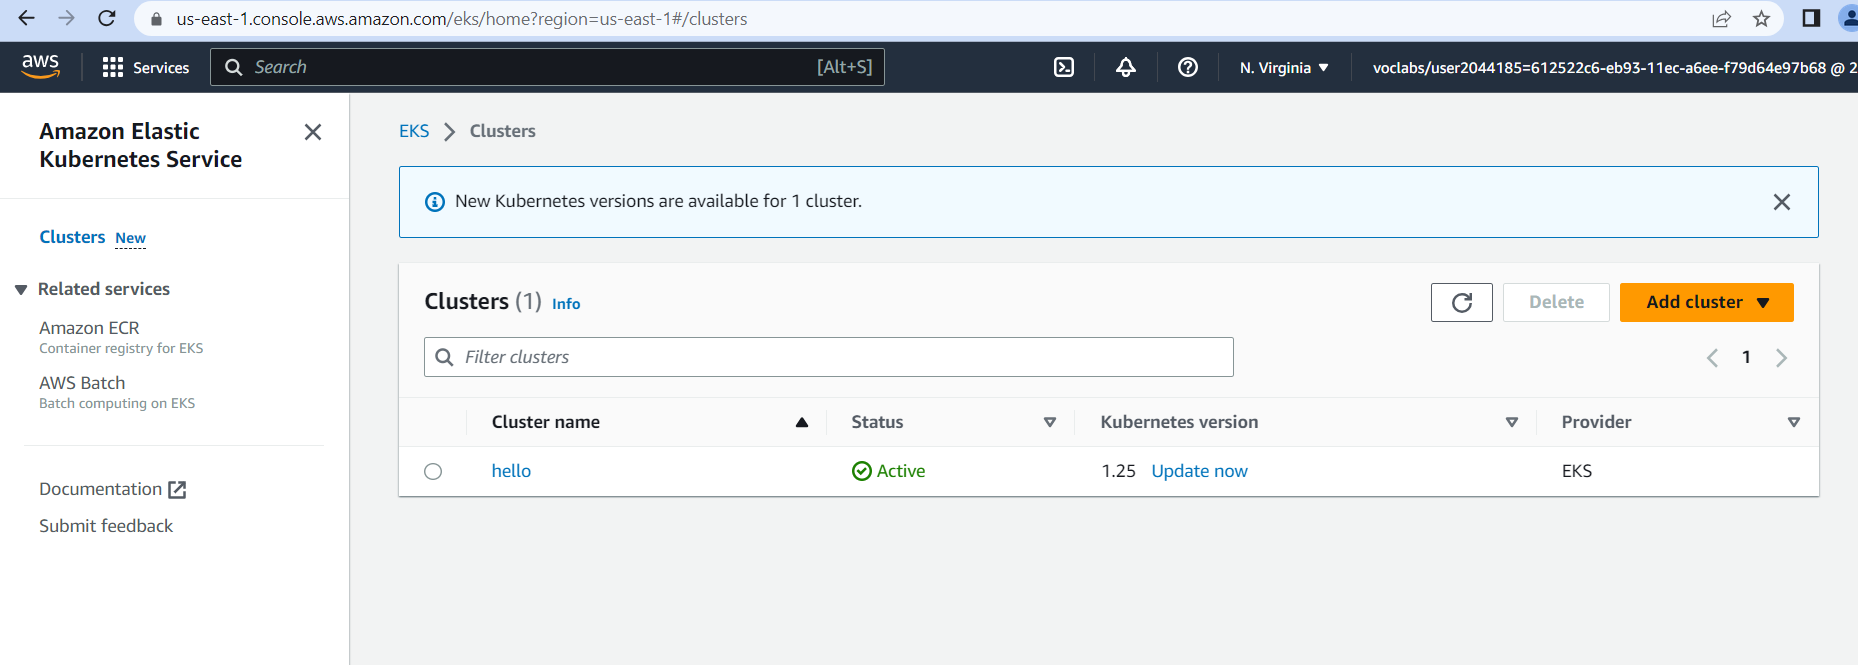 us-east-1.console.aws.amazon.com/eks/home?region=us-east-1#/clusters
aws
Services
Search
[Alt+S]
N. Virginia
voclabs/user2044185=612522c6-eb93-11ec-a6ee-f79d64e97b68 @ 2
Amazon Elastic
Kubernetes Service
Clusters New
Related services
Amazon ECR
Container registry for EKS
AWS Batch
Batch computing on EKS
Documentation
Submit feedback
EKS > Clusters
New Kubernetes versions are available for 1 cluster.
Clusters (1) Info
Delete
Add cluster
Filter clusters
1
Cluster name Status Kubernetes version Provider
hello Active 1.25 Update now EKS